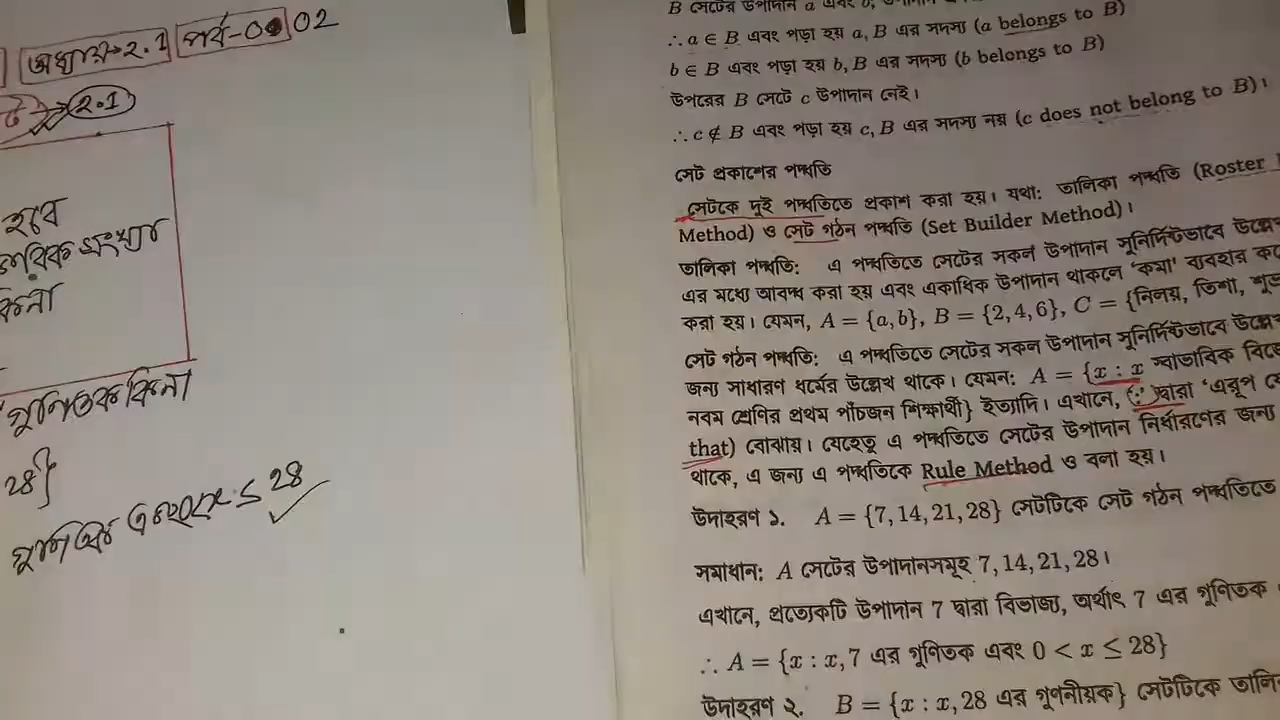 অধ্যায়→২.1 পর্ব-0 02
২.1
হবে
সংখ্যার
কিনা
গুনিতক কিনা
28}
গুনিতক এবং 0<x ≤ 28
B সেটের উপাদান a এবং b,
∴ a ∈ B এবং পড়া হয় a, B এর সদস্য (a belongs to B)
b ∈ B এবং পড়া হয় b, B এর সদস্য (b belongs to B)
উপরের B সেটে c উপাদান নেই।
∴ c ∉ B এবং পড়া হয় c, B এর সদস্য নয় (c does not belong to B)।
সেট প্রকাশের পদ্ধতি
সেটকে দুই পদ্ধতিতে প্রকাশ করা হয়। যথা: তালিকা পদ্ধতি (Roster
Method) ও সেট গঠন পদ্ধতি (Set Builder Method)।
তালিকা পদ্ধতি: এ পদ্ধতিতে সেটের সকল উপাদান সুনির্দিষ্টভাবে
এর মধ্যে আবদ্ধ করা হয় এবং একাধিক উপাদান থাকলে 'কমা' ব্যবহার
করা হয়। যেমন, A = {a, b}, B = {2, 4, 6}, C = {নিলয়, তিশা,
সেট গঠন পদ্ধতি: এ পদ্ধতিতে সেটের সকল উপাদান সুনির্দিষ্টভাবে
জন্য সাধারণ ধর্মের উল্লেখ থাকে। যেমন: A = {x : x স্বাভাবিক
নবম শ্রেণির প্রথম পাঁচজন শিক্ষার্থী} ইত্যাদি। এখানে, ':' দ্বারা 'এরূপ
that) বোঝায়। যেহেতু এ পদ্ধতিতে সেটের উপাদান নির্ধারণের জন্য
থাকে, এ জন্য এ পদ্ধতিকে Rule Method ও বলা হয়।
উদাহরণ ১. A = {7, 14, 21, 28} সেটটিকে সেট গঠন পদ্ধতিতে
সমাধান: A সেটের উপাদানসমূহ 7, 14, 21, 28।
এখানে, প্রত্যেকটি উপাদান 7 দ্বারা বিভাজ্য, অর্থাৎ 7 এর গুণিতক
∴ A = {x : x, 7 এর গুণিতক এবং 0 < x ≤ 28}
উদাহরণ ২. B = {x : x, 28 এর গুণনীয়ক} সেটটিকে